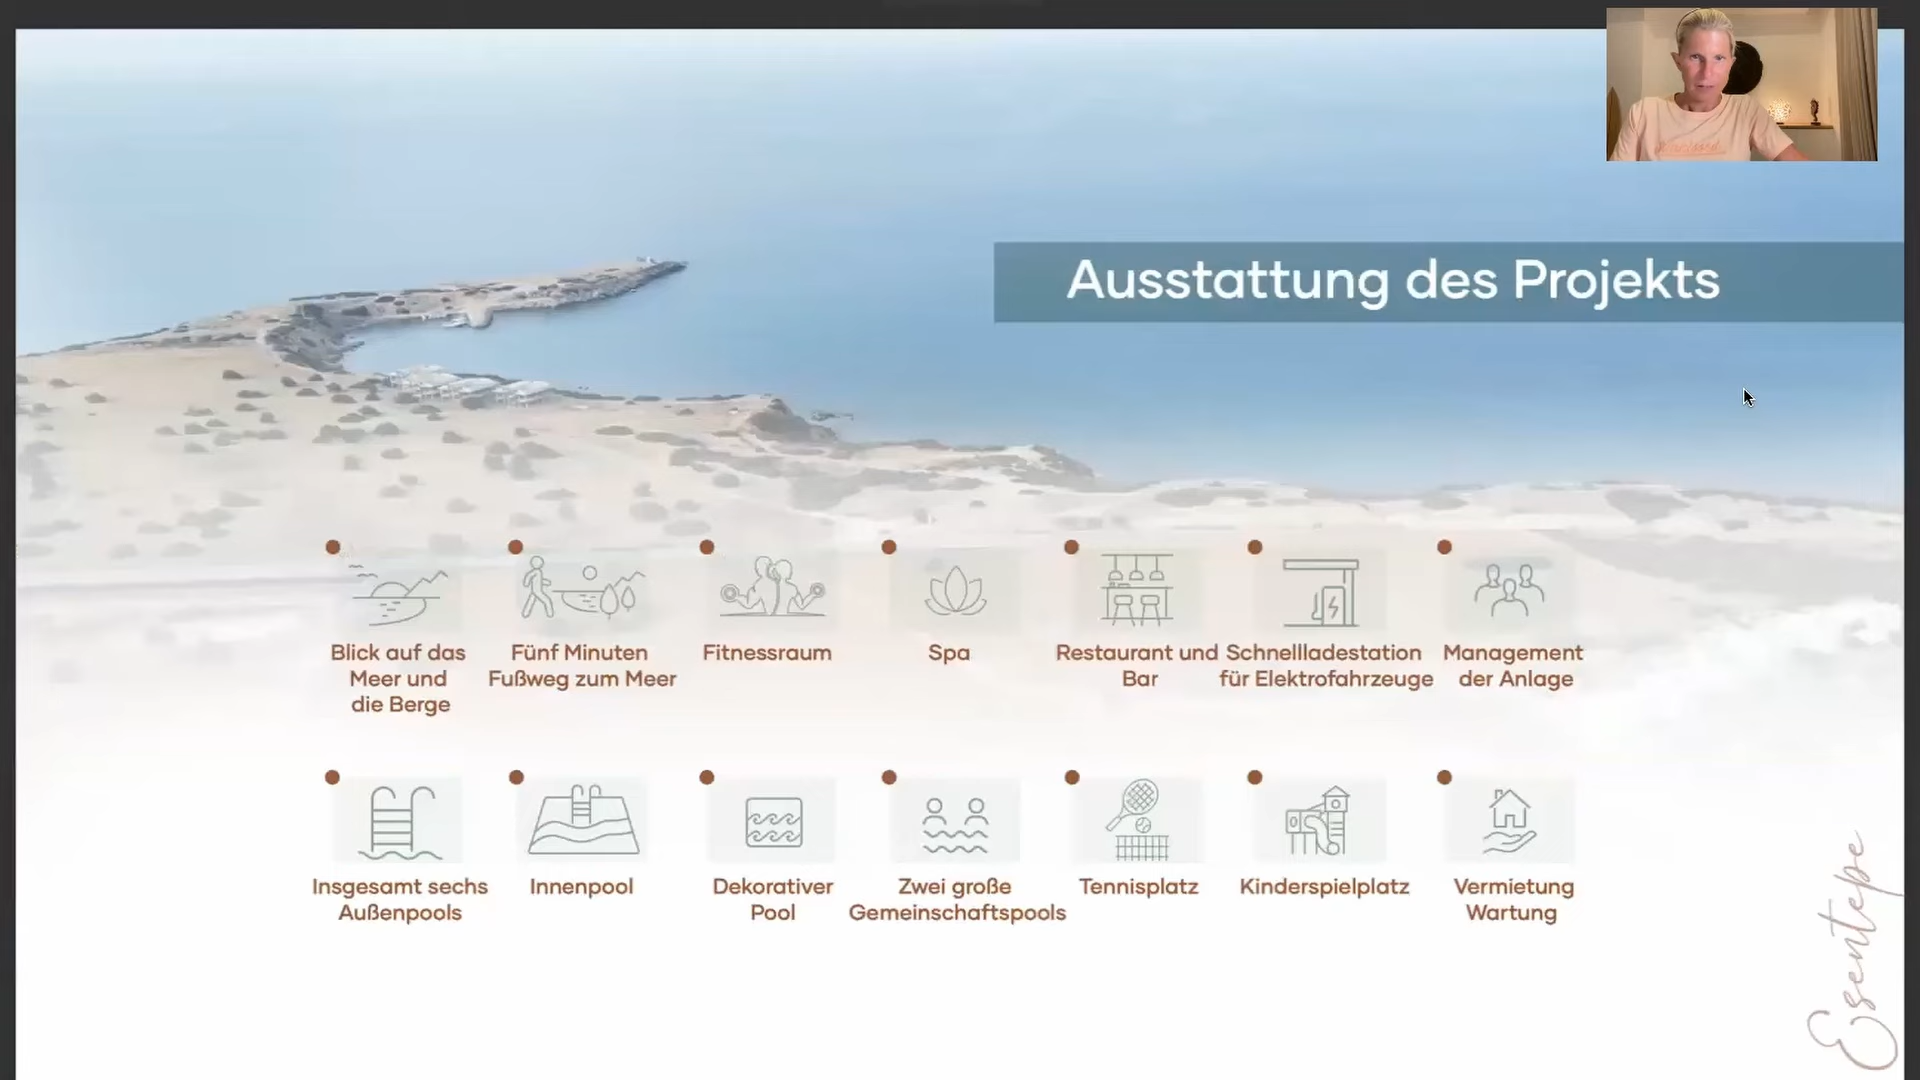 Ausstattung des Projekts
Blick auf das
Meer und
die Berge
Fünf Minuten
Fußweg zum Meer
Fitnessraum
Spa
Restaurant und
Bar
Schnellladestation
für Elektrofahrzeuge
Management
der Anlage
Insgesamt sechs
Außenpools
Innenpool
Dekorativer
Pool
Zwei große
Gemeinschaftspools
Tennisplatz
Kinderspielplatz
Vermietung
Wartung
Esentepe